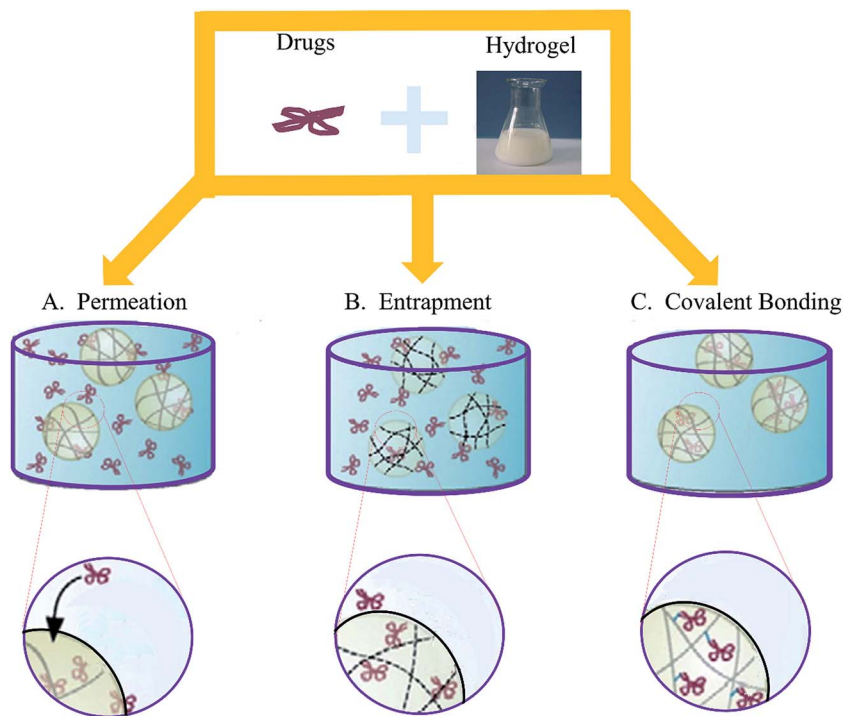 Drugs
Hydrogel
A. Permeation
B. Entrapment
C. Covalent Bonding